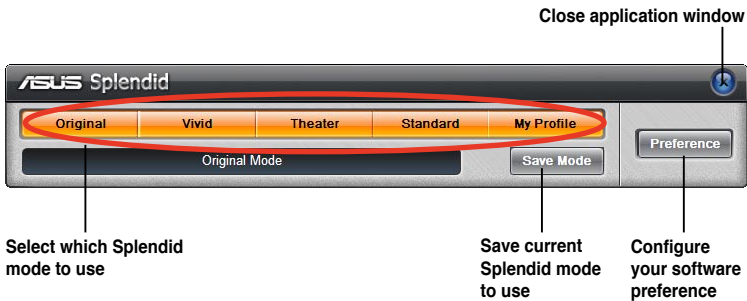 Close application window
ASUS Splendid
Original Vivid Theater Standard My Profile
Preference
Original Mode Save Mode
Select which Splendid
mode to use
Save current
Splendid mode
to use
Configure
your software
preference